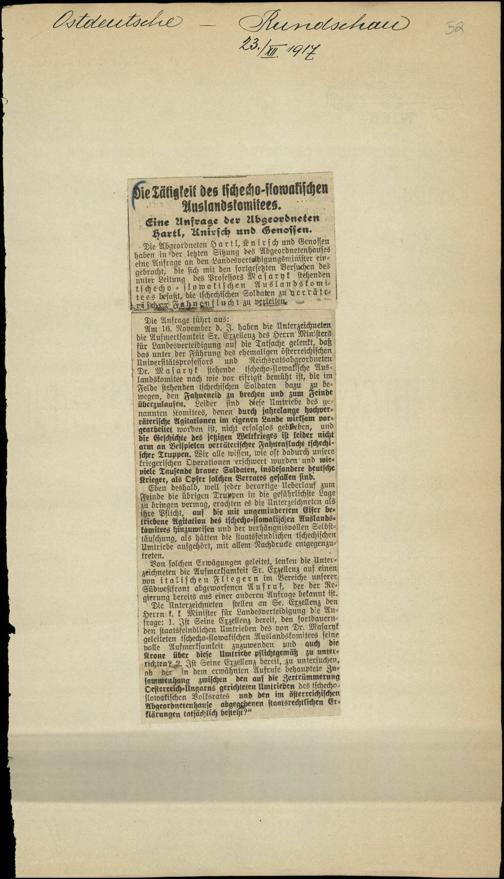 Ostdeutsche – Rundschau
52
23./XII 1917
Die Tätigkeit des tschecho-slowakischen
Auslandskomitees.
Eine Anfrage der Abgeordneten
Hartl, Knirsch und Genossen.
Die Abgeordneten Hartl, Knirsch und Genossen
haben in der letzten Sitzung des Abgeordnetenhauses
eine Anfrage an den Landesverteidigungsminister ein-
gebracht, die sich mit den fortgesetzten Versuchen des
unter Leitung des Professors Masaryk stehenden
tschecho-slowakischen Auslandskomi-
tees befaßt, die tschechischen Soldaten zu verräte-
rischer Fahnenflucht zu verleiten.
Die Anfrage führt aus:
Am 16. November d. J. haben die Unterzeichneten
die Aufmerksamkeit Sr. Exzellenz des Herrn Ministers
für Landesverteidigung auf die Tatsache gelenkt, daß
das unter der Führung des ehemaligen österreichischen
Universitätsprofessors und Reichsratsabgeordneten
Dr. Masaryk stehende tschecho-slowakische Aus-
landskomitee nach wie vor eifrigst bemüht ist, die im
Felde stehenden tschechischen Soldaten dazu zu be-
wegen, den Fahneneid zu brechen und zum Feinde
überzulaufen. Leider sind diese Umtriebe des ge-
nannten Komitees, denen durch jahrelange hochver-
räterische Agitationen im eigenen Lande wirksam vor-
gearbeitet worden ist, nicht erfolglos geblieben, und
die Geschichte des jetzigen Weltkrieges ist leider nicht
arm an Beispielen verräterischer Fahnenflucht tschechi-
scher Truppen. Wir alle wissen, wie oft dadurch unsere
kriegerischen Operationen erschwert wurden und wie-
viele Tausende braver Soldaten, insbesondere deutsche
Krieger, als Opfer solchen Verrates gefallen sind.
Eben deshalb, weil jeder derartige Ueberlauf zum
Feinde die übrigen Truppen in die gefährlichste Lage
zu bringen vermag, erachten es die Unterzeichneten als
ihre Pflicht, auf die mit ungemindertem Eifer be-
triebene Agitation des tschecho-slowakischen Auslands-
komitees hinzuweisen und der verhängnisvollen Selbst-
täuschung, als hätten die staatsfeindlichen tschechischen
Umtriebe aufgehört, mit allem Nachdrucke entgegenzu-
treten.
Von solchen Erwägungen geleitet, lenken die Unter-
zeichneten die Aufmerksamkeit Sr. Exzellenz auf einen
von italischen Fliegern im Bereiche unserer
Südwestfront abgeworfenen Aufruf, der der Re-
gierung bereits aus einer anderen Anfrage bekannt ist.
Die Unterzeichneten stellen an Se. Exzellenz den
Herrn k. k. Minister für Landesverteidigung die An-
frage: 1. Ist Seine Exzellenz bereit, den fortdauern-
den staatsfeindlichen Umtrieben des von Dr. Masaryk
geleiteten tschecho-slowakischen Auslandskomitees seine
volle Aufmerksamkeit zuzuwenden und auch die
Krone über diese Umtriebe pflichtgemäß zu unter-
richten? 2. Ist Seine Exzellenz bereit, zu untersuchen,
ob der in dem erwähnten Aufrufe behauptete Zu-
sammenhang zwischen den auf die Zertrümmerung
Oesterreich-Ungarns gerichteten Umtrieben des tschecho-
slowakischen Volksrates und den im österreichischen
Abgeordnetenhause abgegebenen staatsrechtlichen Er-
klärungen tatsächlich besteht?“